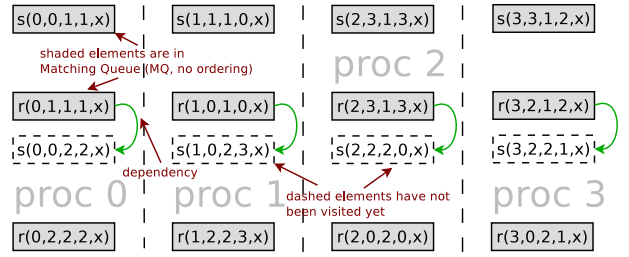 s(0,0,1,1,x) s(1,1,1,0,x) s(2,3,1,3,x) s(3,3,1,2,x)
shaded elements are in
Matching Queue (MQ, no ordering)
proc 2
r(0,1,1,1,x) r(1,0,1,0,x) r(2,3,1,3,x) r(3,2,1,2,x)
s(0,0,2,2,x) s(1,0,2,3,x) s(2,2,2,0,x) s(3,2,2,1,x)
dependency
proc 0 proc 1 proc 3
dashed elements have not
been visited yet
r(0,2,2,2,x) r(1,2,2,3,x) r(2,0,2,0,x) r(3,0,2,1,x)